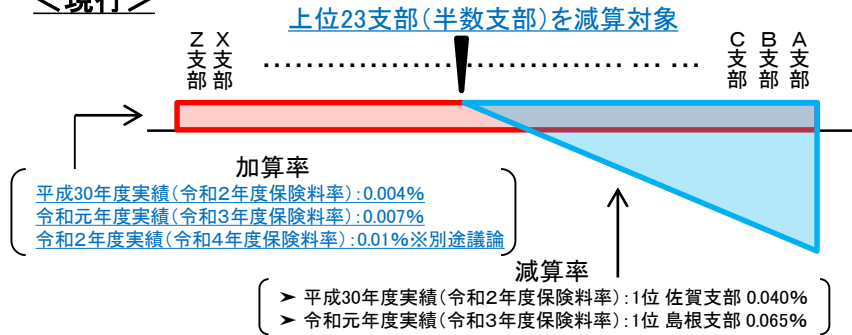 ＜現行＞
上位23支部(半数支部)を減算対象
Z支部
X支部
C支部
B支部
A支部
加算率
平成30年度実績(令和2年度保険料率):0.004%
令和元年度実績(令和3年度保険料率):0.007%
令和2年度実績(令和4年度保険料率):0.01%※別途議論
減算率
➤ 平成30年度実績(令和2年度保険料率):1位 佐賀支部 0.040%
➤ 令和元年度実績(令和3年度保険料率):1位 島根支部 0.065%